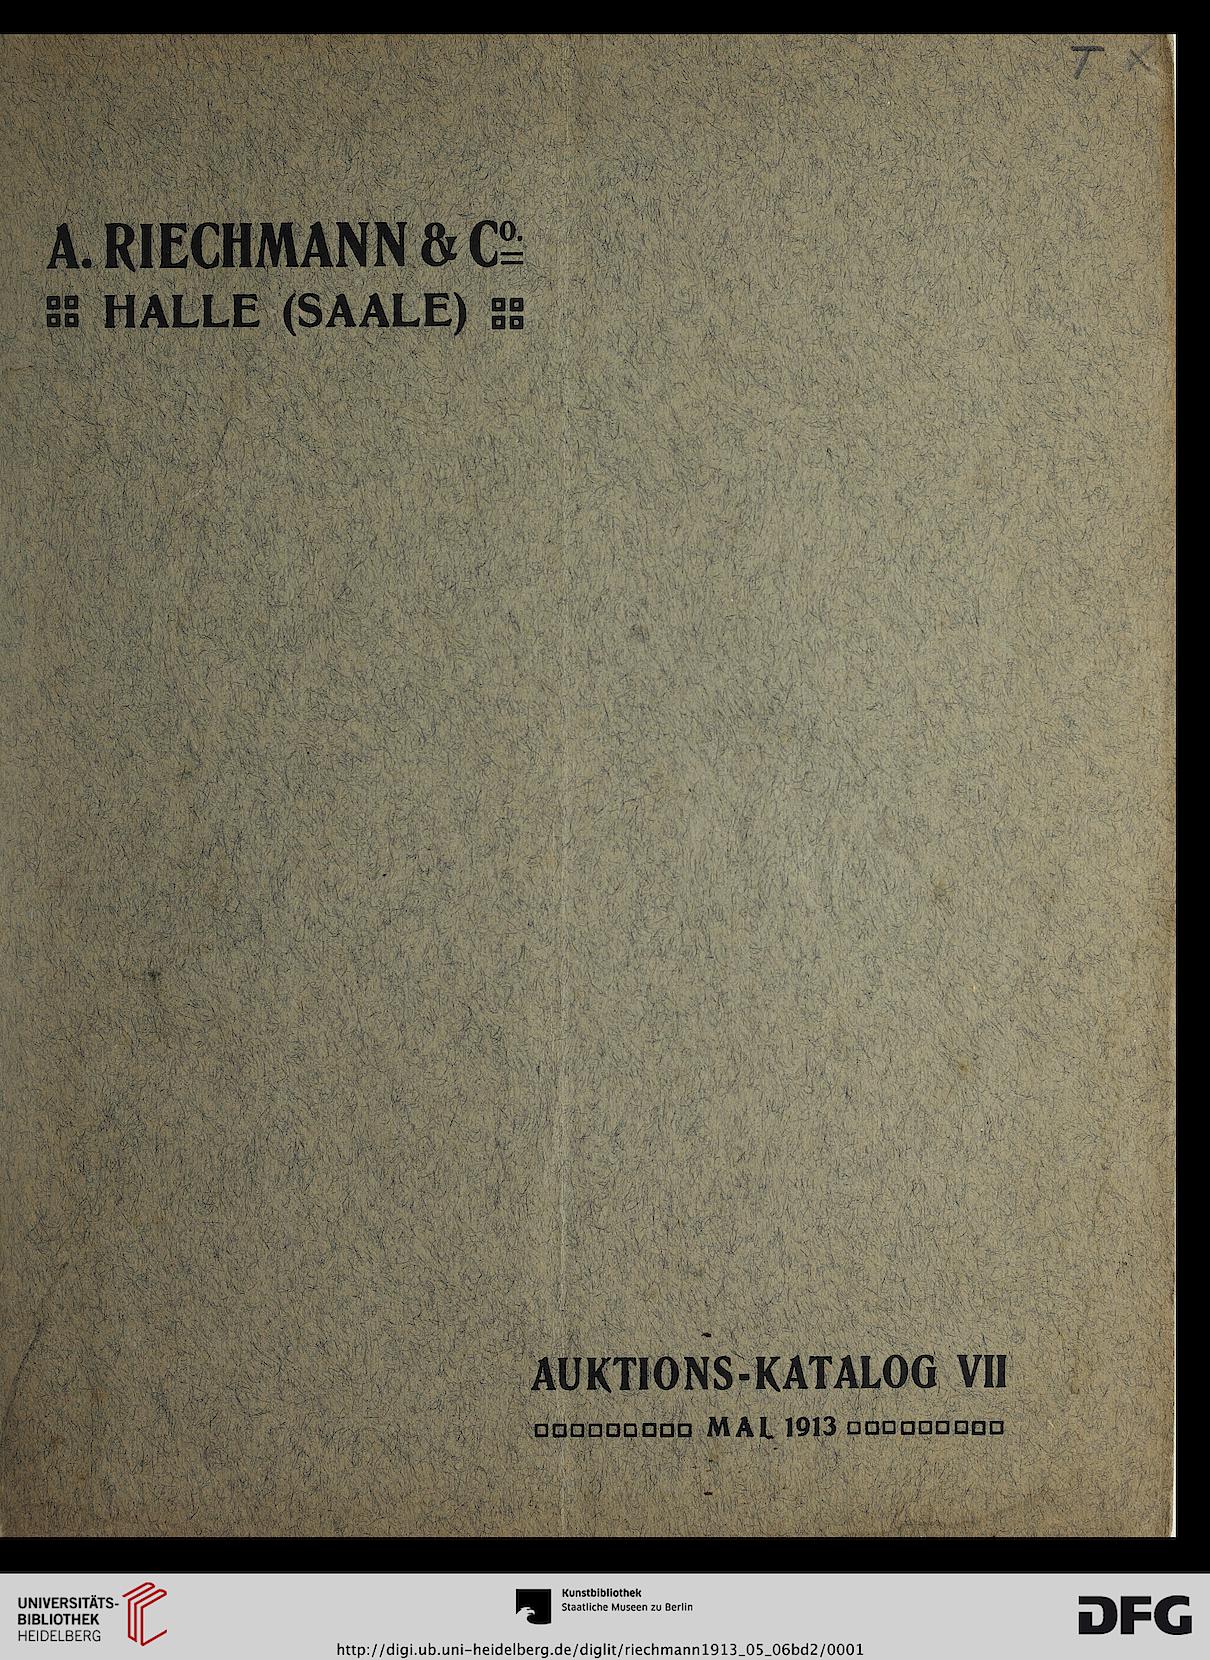 T
A. RIECHMANN & Co.
HALLE (SAALE)
AUKTIONS-KATALOG VII
MAI 1913
UNIVERSITÄTS-
BIBLIOTHEK
HEIDELBERG
Kunstbibliothek
Staatliche Museen zu Berlin
DFG
http://digi.ub.uni-heidelberg.de/diglit/riechmann1913_05_06bd2/0001